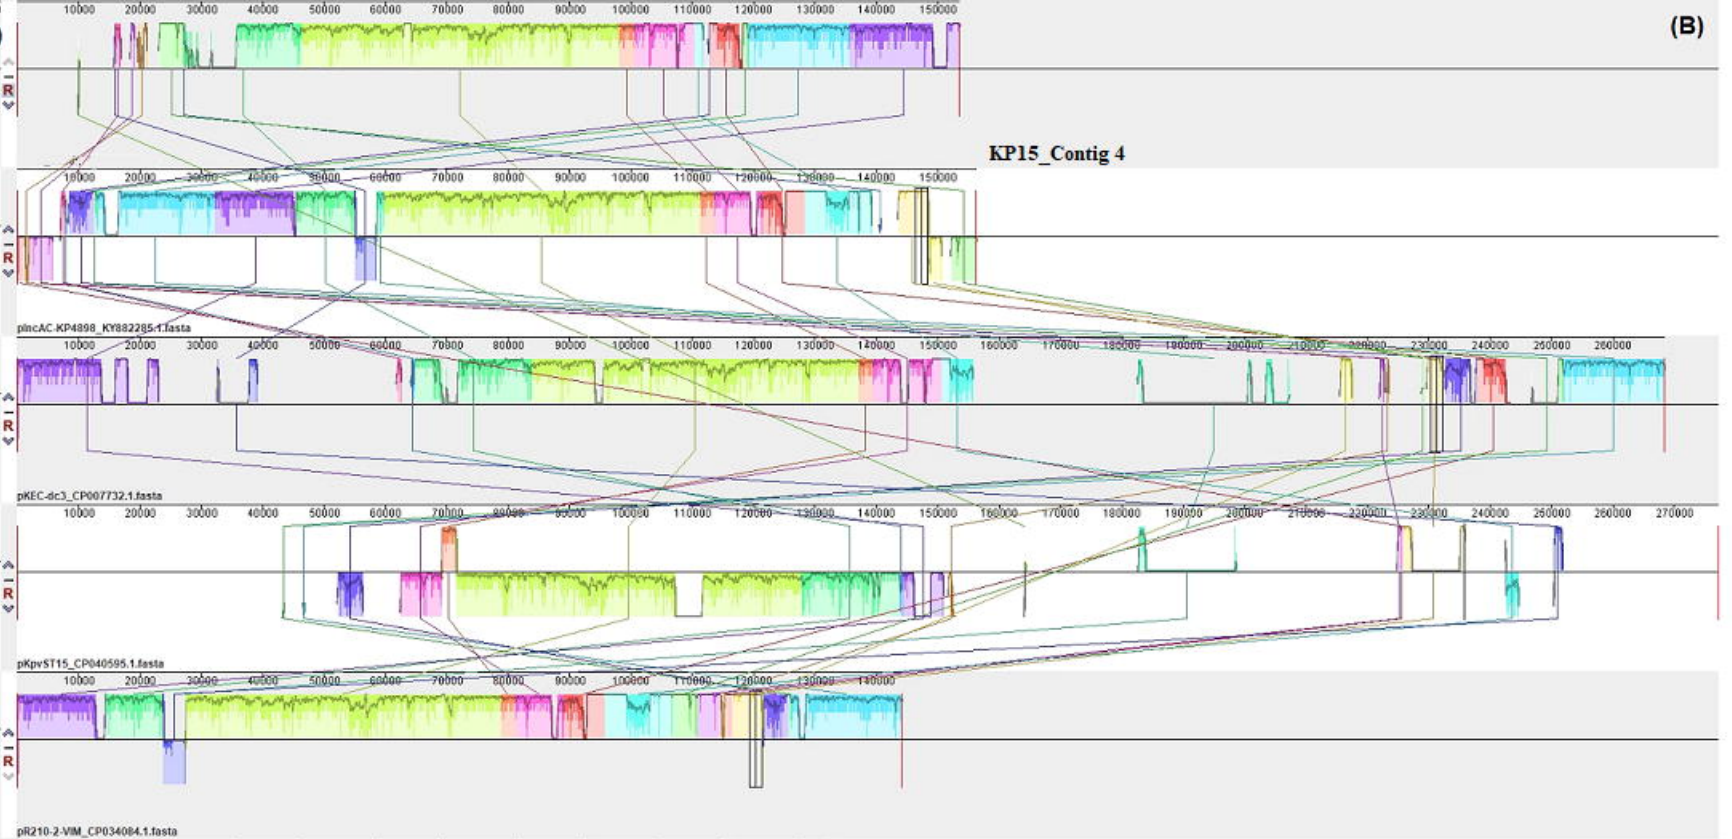 10000 20000 30000 40000 50000 60000 70000 80000 90000 100000 110000 120000 130000 140000 150000
(B)
R
KP15_Contig 4
10000 20000 30000 40000 50000 60000 70000 80000 90000 100000 110000 120000 130000 140000 150000
R
pIncAC-KP4898_KY882285.1.fasta
10000 20000 30000 40000 50000 60000 70000 80000 90000 100000 110000 120000 130000 140000 150000 160000 170000 180000 190000 200000 210000 220000 230000 240000 250000 260000
R
pKEC-dc3_CP007732.1.fasta
10000 20000 30000 40000 50000 60000 70000 80000 90000 100000 110000 120000 130000 140000 150000 160000 170000 180000 190000 200000 210000 220000 230000 240000 250000 260000 270000
R
pKpvST15_CP040595.1.fasta
10000 20000 30000 40000 50000 60000 70000 80000 90000 100000 110000 120000 130000 140000
R
pR210-2-VIM_CP034084.1.fasta